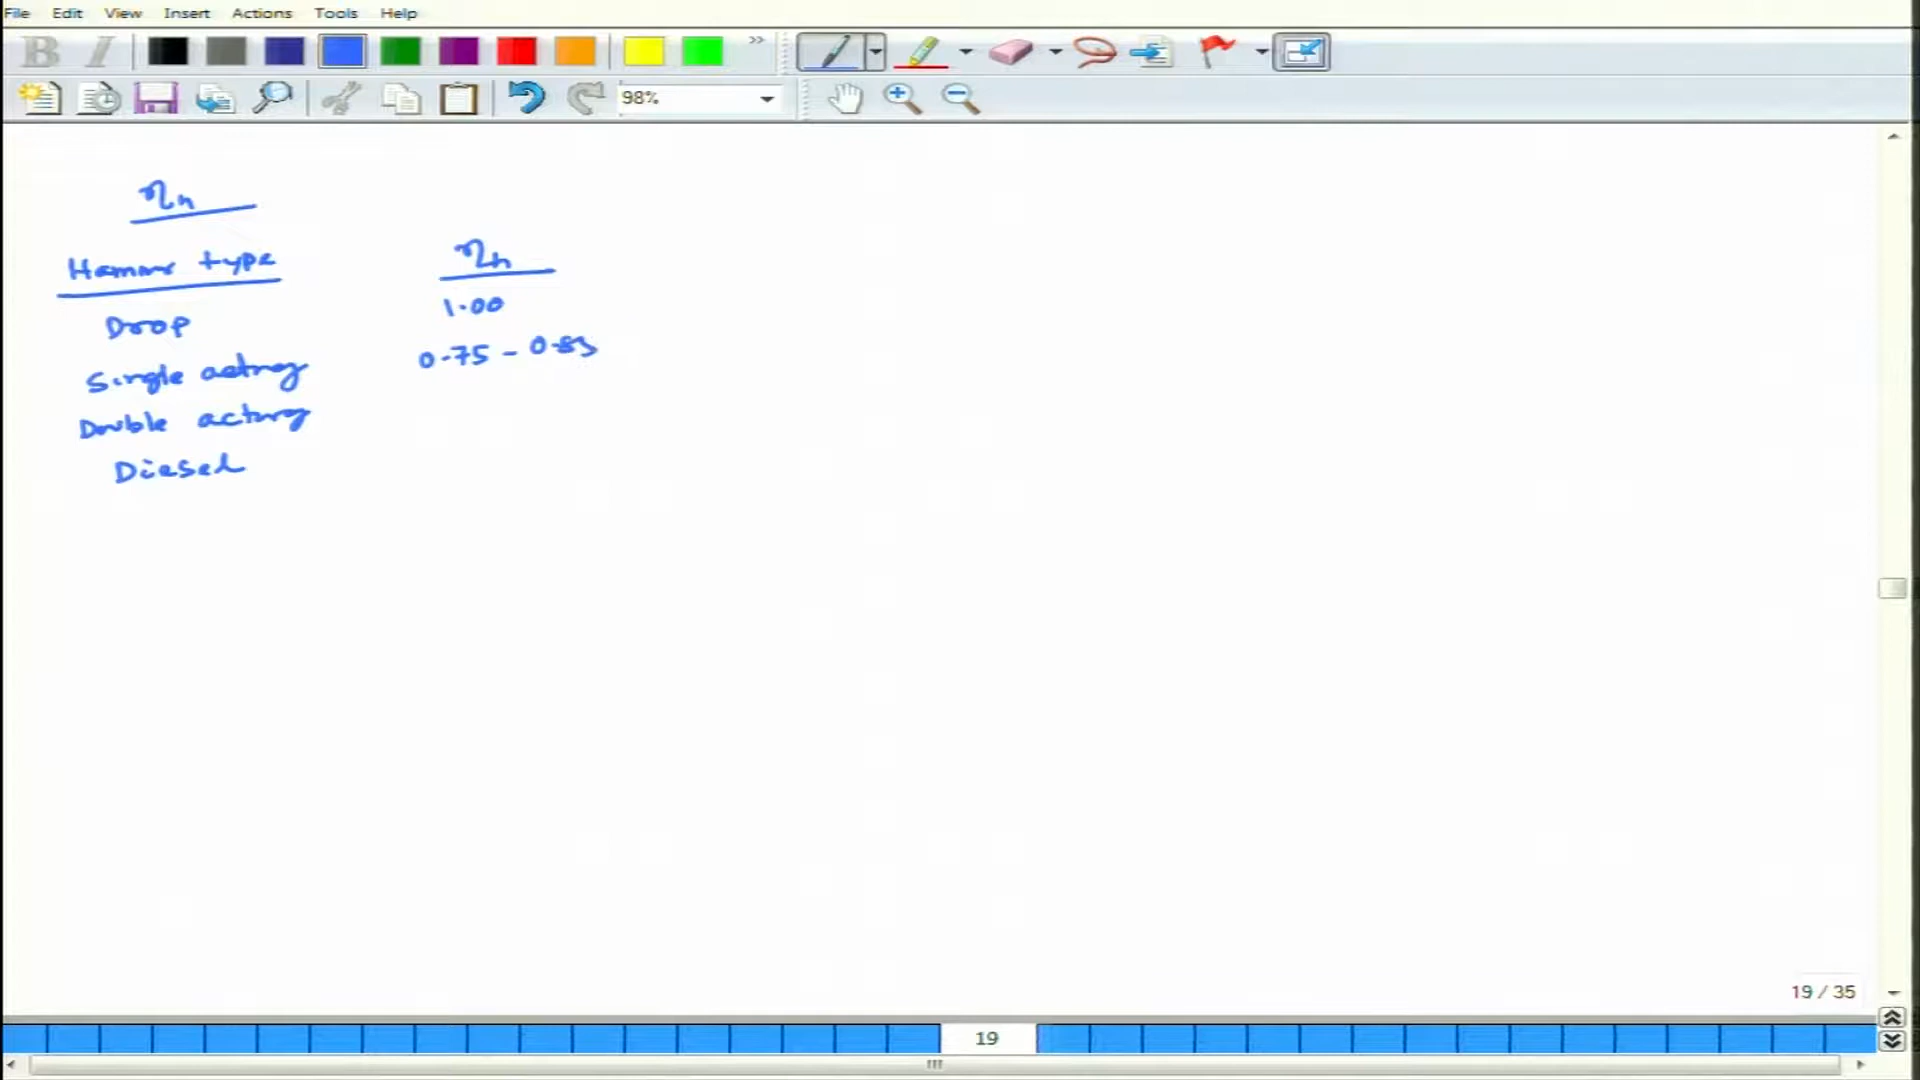 File Edit View Insert Actions Tools Help
B I
98%
ηh
Hammer type
ηh
Drop
1.00
Single acting
0.75 - 0.85
Double acting
Diesel
19 / 35
19